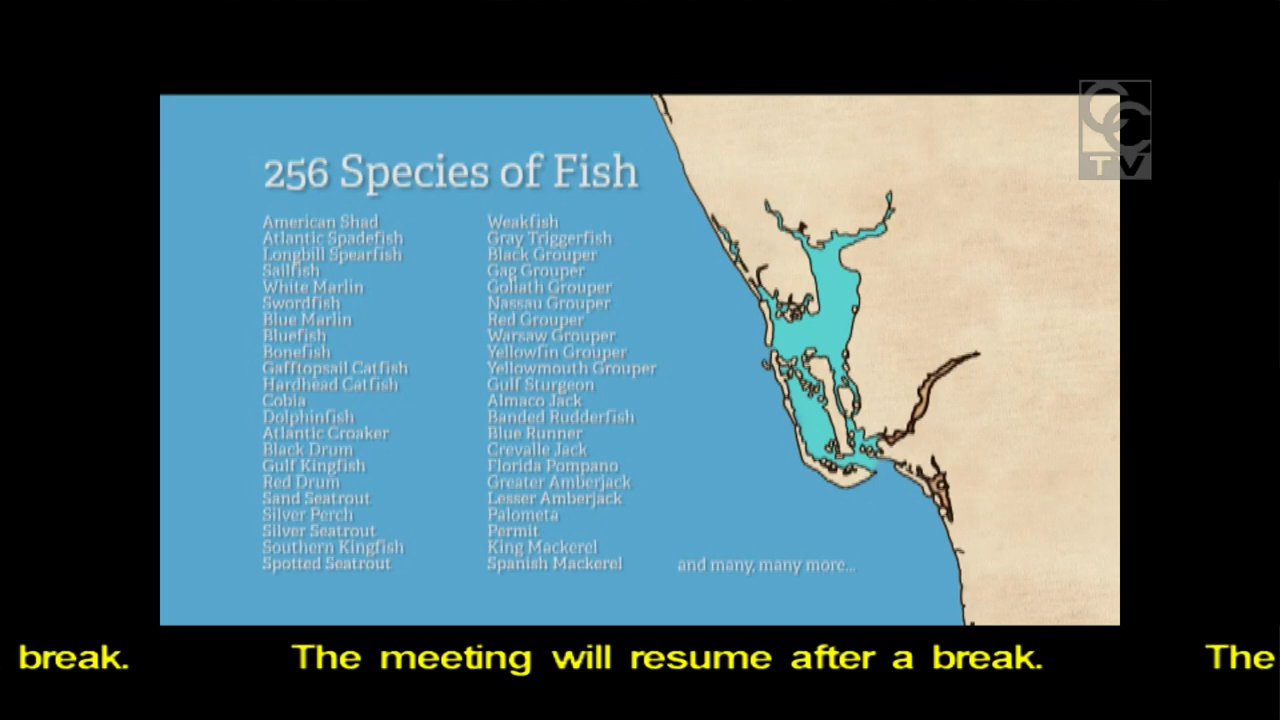 CC
TV
256 Species of Fish
American Shad
Atlantic Spadefish
Longbill Spearfish
Sailfish
White Marlin
Swordfish
Blue Marlin
Bluefish
Bonefish
Gafftopsail Catfish
Hardhead Catfish
Cobia
Dolphinfish
Atlantic Croaker
Black Drum
Gulf Kingfish
Red Drum
Sand Seatrout
Silver Perch
Silver Seatrout
Southern Kingfish
Spotted Seatrout
Weakfish
Gray Triggerfish
Black Grouper
Gag Grouper
Goliath Grouper
Nassau Grouper
Red Grouper
Warsaw Grouper
Yellowfin Grouper
Yellowmouth Grouper
Gulf Sturgeon
Almaco Jack
Banded Rudderfish
Blue Runner
Crevalle Jack
Florida Pompano
Greater Amberjack
Lesser Amberjack
Palometa
Permit
King Mackerel
Spanish Mackerel
and many, many more...
break. The meeting will resume after a break. The